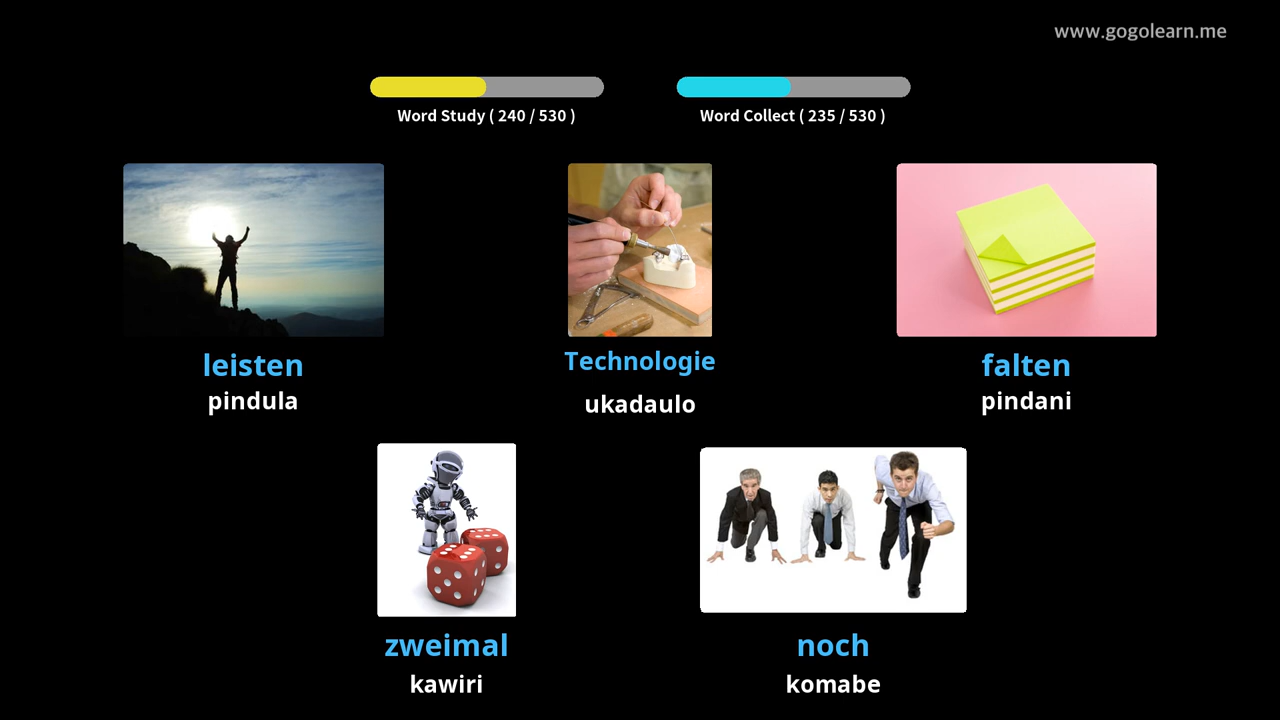 www.gogolearn.me
Word Study ( 240 / 530 )
Word Collect ( 235 / 530 )
leisten
pindula
Technologie
ukadaulo
falten
pindani
zweimal
kawiri
noch
komabe